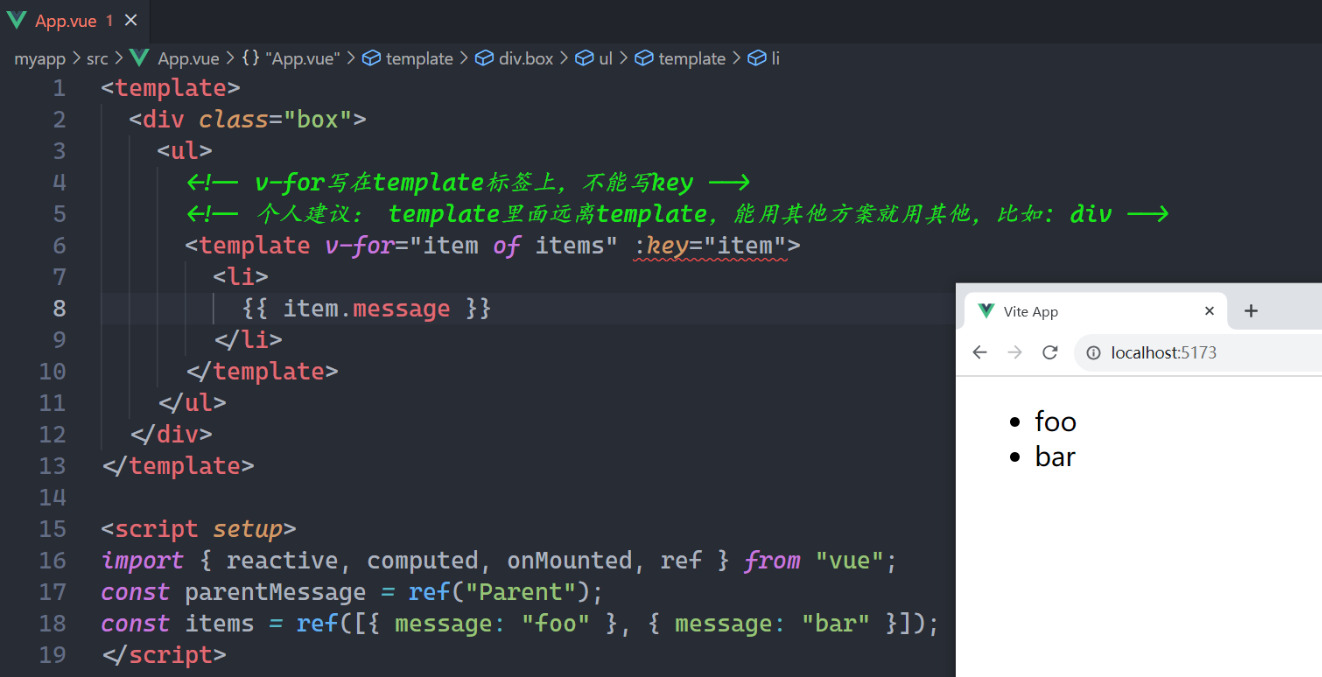 App.vue 1
myapp > src > App.vue > {} "App.vue" > template > div.box > ul > template > li
1 <template>
2 <div class="box">
3 <ul>
4 <!-- v-for写在template标签上，不能写key -->
5 <!-- 个人建议： template里面远离template，能用其他方案就用其他，比如：div -->
6 <template v-for="item of items" :key="item">
7 <li>
8 {{ item.message }}
9 </li>
10 </template>
11 </ul>
12 </div>
13 </template>
14
15 <script setup>
16 import { reactive, computed, onMounted, ref } from "vue";
17 const parentMessage = ref("Parent");
18 const items = ref([{ message: "foo" }, { message: "bar" }]);
19 </script>
Vite App
localhost:5173
foo
bar